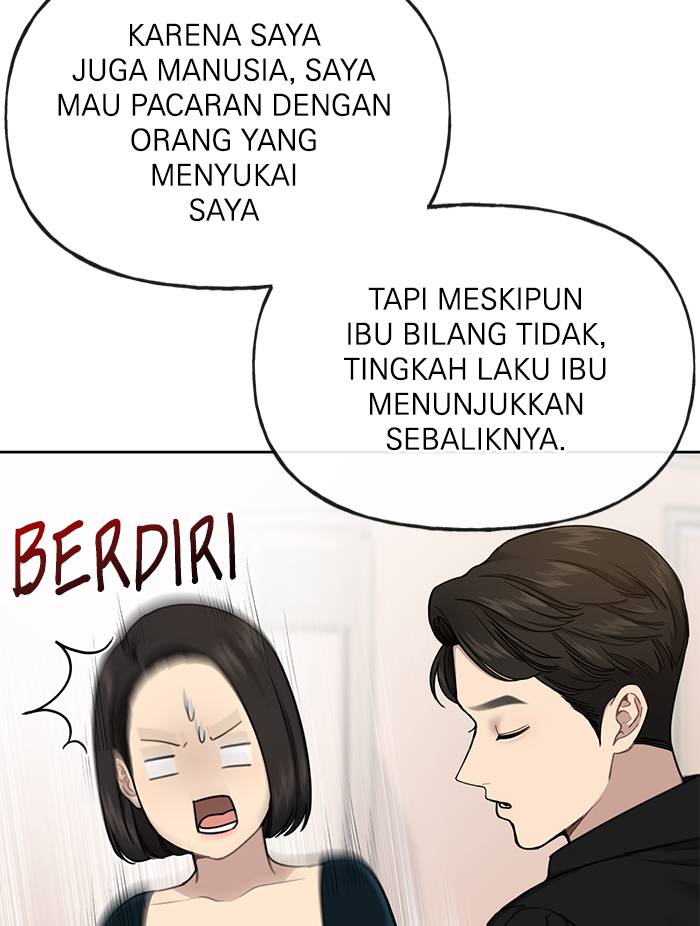 KARENA SAYA
JUGA MANUSIA, SAYA
MAU PACARAN DENGAN
ORANG YANG
MENYUKAI
SAYA
TAPI MESKIPUN
IBU BILANG TIDAK,
TINGKAH LAKU IBU
MENUNJUKKAN
SEBALIKNYA.
BERDIRI